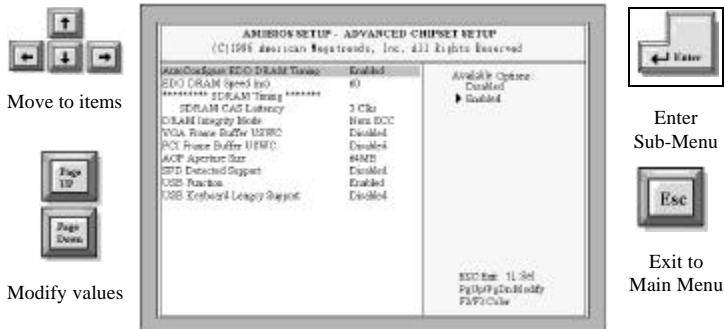 AMIBIOS SETUP - ADVANCED CHIPSET SETUP
(C)1996 American Megatrends, Inc. All Rights Reserved
AutoConfigure EDO DRAM Timing Enabled
EDO DRAM Speed (ns) 60
********* SDRAM Timing *******
SDRAM CAS Latency 3 Clks
DRAM Integrity Mode Non ECC
VGA Frame Buffer USWC Disabled
PCI Frame Buffer USWC Disabled
AGP Aperture Size 64MB
SPD Detected Support Disabled
USB Function Enabled
USB Keyboard Legacy Support Disabled
Available Options:
Disabled
Enabled
ESC:Exit ↑↓:Sel
PgUp/PgDn:Modify
F2/F3:Color
Move to items
Page
UP
Page
Down
Modify values
Enter
Enter
Sub-Menu
Esc
Exit to
Main Menu